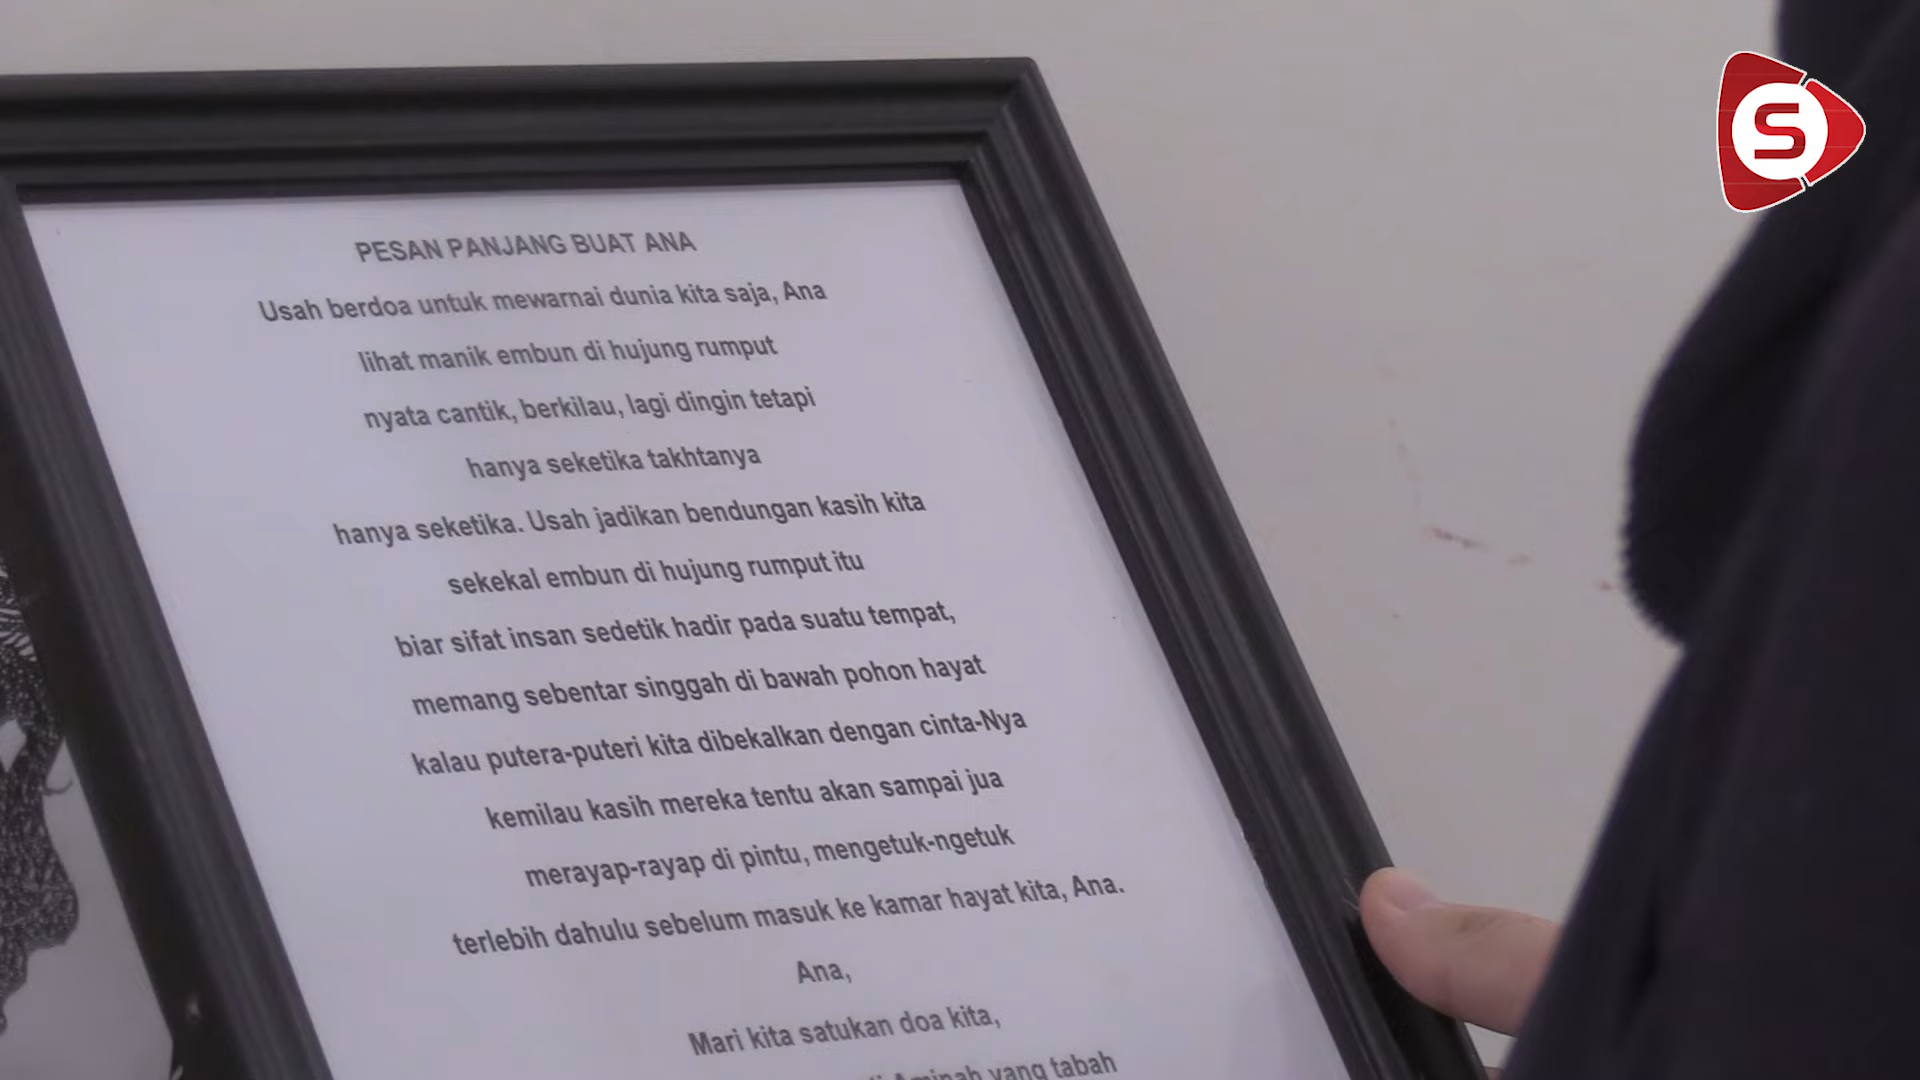 PESAN PANJANG BUAT ANA
Usah berdoa untuk mewarnai dunia kita saja, Ana
lihat manik embun di hujung rumput
nyata cantik, berkilau, lagi dingin tetapi
hanya seketika takhtanya
hanya seketika. Usah jadikan bendungan kasih kita
sekekal embun di hujung rumput itu
biar sifat insan sedetik hadir pada suatu tempat,
memang sebentar singgah di bawah pohon hayat
kalau putera-puteri kita dibekalkan dengan cinta-Nya
kemilau kasih mereka tentu akan sampai jua
merayap-rayap di pintu, mengetuk-ngetuk
terlebih dahulu sebelum masuk ke kamar hayat kita, Ana.
Ana,
Mari kita satukan doa kita,
Aminah yang tabah
S